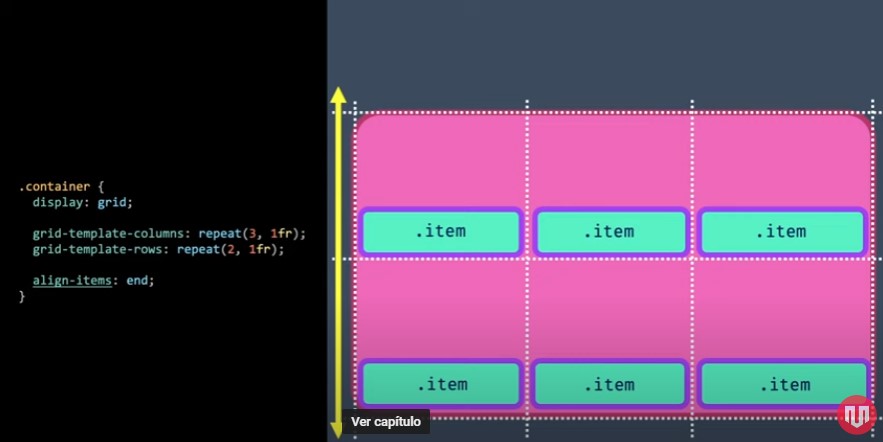 .container {
display: grid;
grid-template-columns: repeat(3, 1fr);
grid-template-rows: repeat(2, 1fr);
align-items: end;
}
.item .item .item
.item .item .item
Ver capítulo